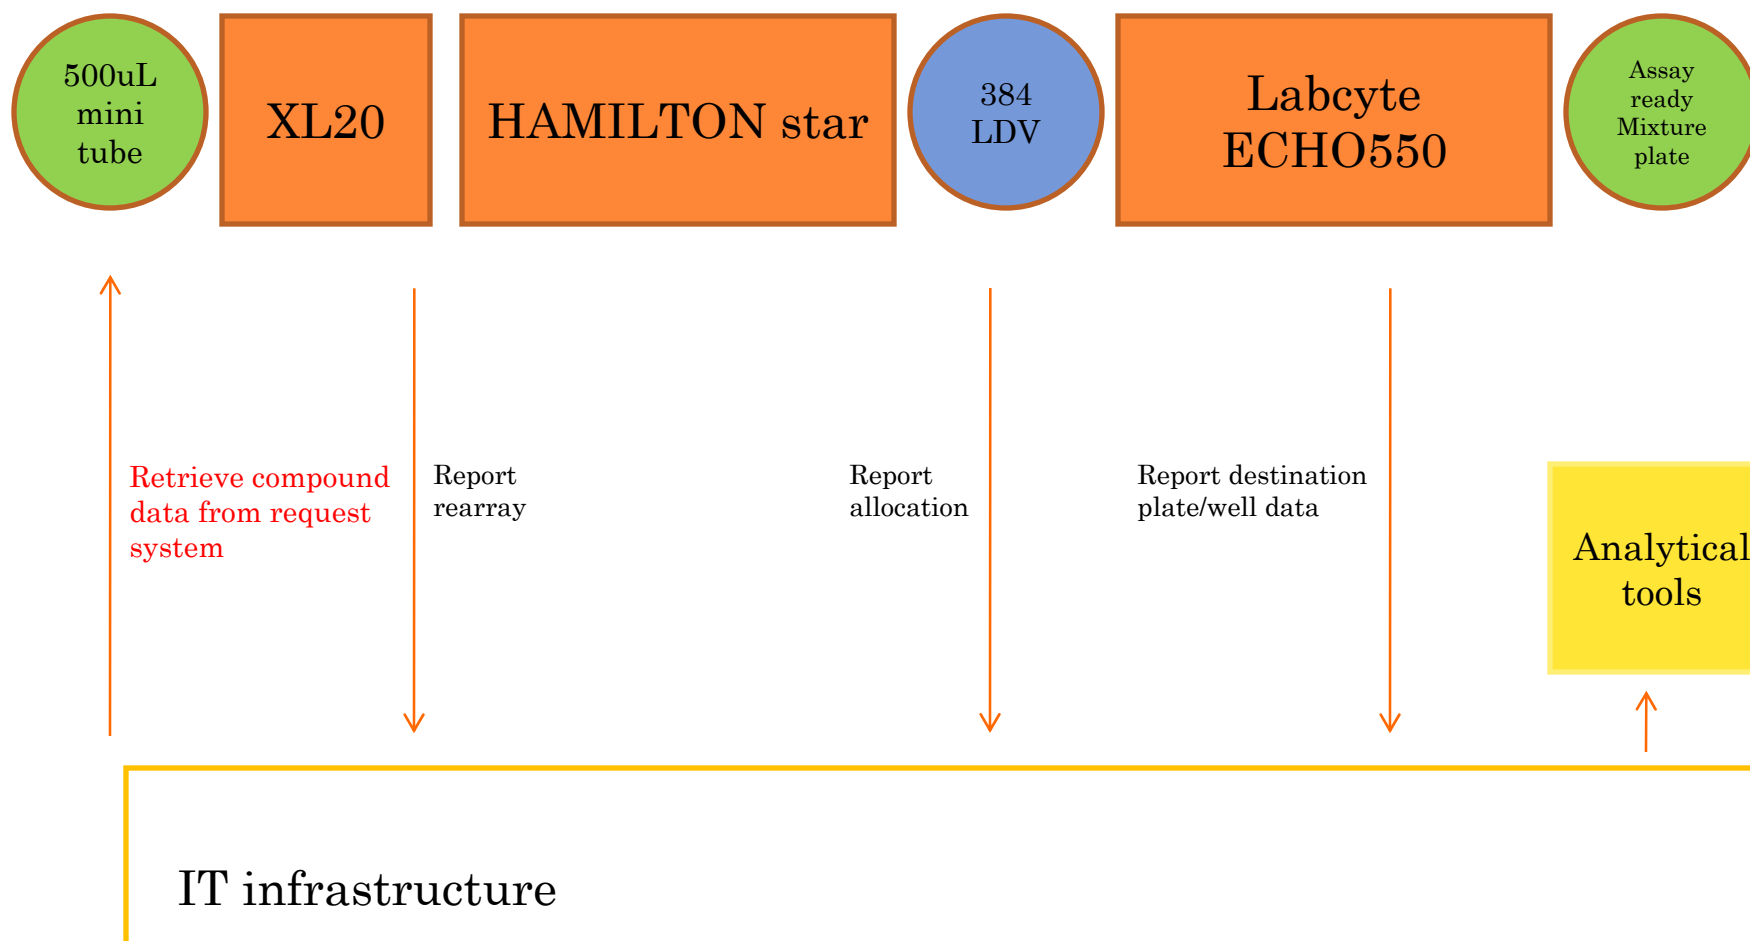 500uL
mini
tube
XL20
HAMILTON star
384
LDV
Labcyte
ECHO550
Assay
ready
Mixture
plate
Retrieve compound
data from request
system
Report
rearray
Report
allocation
Report destination
plate/well data
Analytical
tools
IT infrastructure